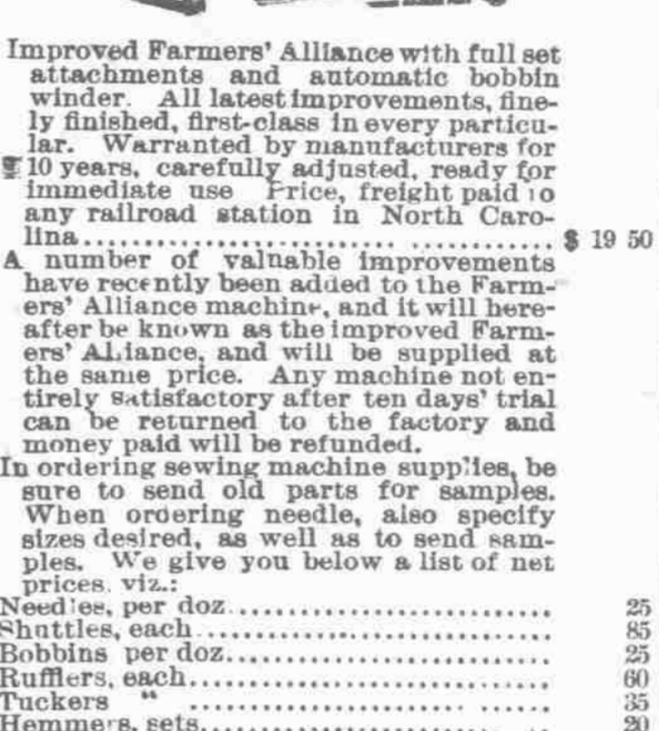 Improved Farmers' Alliance with full set
attachments and automatic bobbin
winder. All latest improvements, fine-
ly finished, first-class in every particu-
lar. Warranted by manufacturers for
10 years, carefully adjusted, ready for
immediate use Price, freight paid to
any railroad station in North Caro-
lina.......................... ............ $ 19 50
A number of valuable improvements
have recently been added to the Farm-
ers' Alliance machine, and it will here-
after be known as the improved Farm-
ers' Alliance, and will be supplied at
the same price. Any machine not en-
tirely satisfactory after ten days' trial
can be returned to the factory and
money paid will be refunded.
In ordering sewing machine supplies, be
sure to send old parts for samples.
When ordering needle, also specify
sizes desired, as well as to send sam-
ples. We give you below a list of net
prices. viz.:
Needles, per doz........................... 25
Shuttles, each.............................. 85
Bobbins per doz........................... 25
Rufflers, each.............................. 60
Tuckers " ........................ ...... 35
Hemmers, sets......................... .. 20